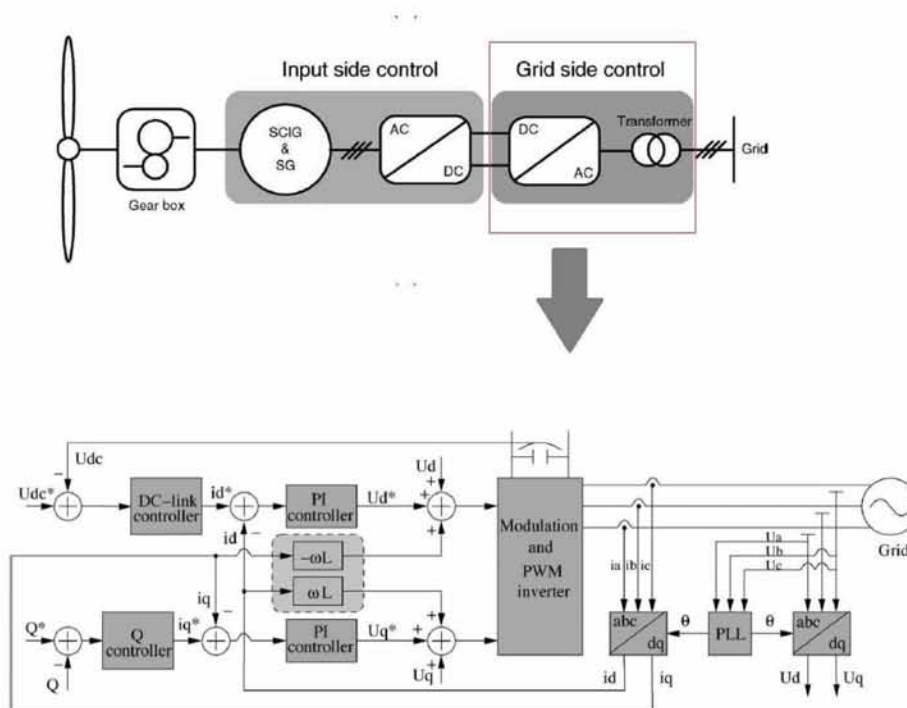 Input side control
Grid side control
SCIG
&
SG
AC
DC
DC
AC
Transformer
Grid
Gear box
Udc
Udc*
DC-link
controller
id*
PI
controller
Ud*
Ud
id
-ωL
ωL
iq
Q*
Q
Q
controller
iq*
PI
controller
Uq*
Uq
Modulation
and
PWM
inverter
ia ib ic
Ua
Ub
Uc
Grid
abc
dq
θ
PLL
θ
abc
dq
id
iq
Ud
Uq